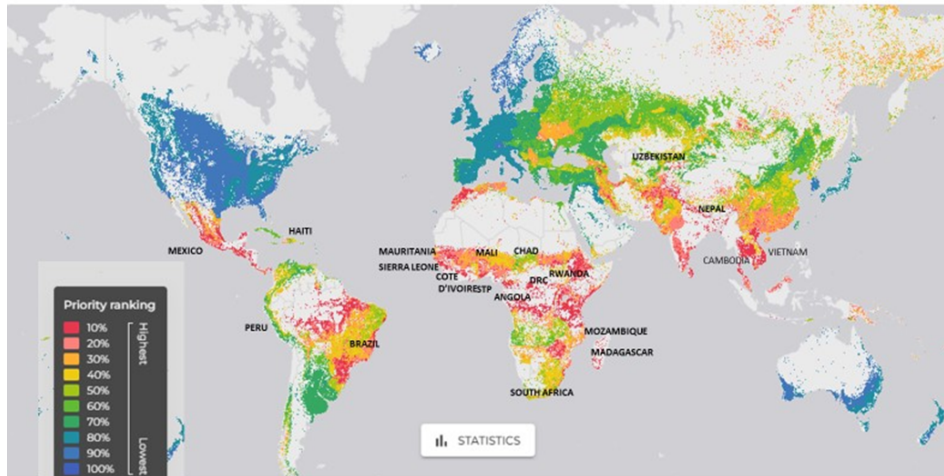 UZBEKISTAN
NEPAL
HAITI
MEXICO
MAURITANIA
MALI
CHAD
VIETNAM
CAMBODIA
SIERRA LEONE
RWANDA
COTE
D'IVOIRE
STP
DRC
ANGOLA
PERU
BRAZIL
MOZAMBIQUE
MADAGASCAR
SOUTH AFRICA
Priority ranking
10%
20%
30%
40%
50%
60%
70%
80%
90%
100%
Highest
Lowest
STATISTICS